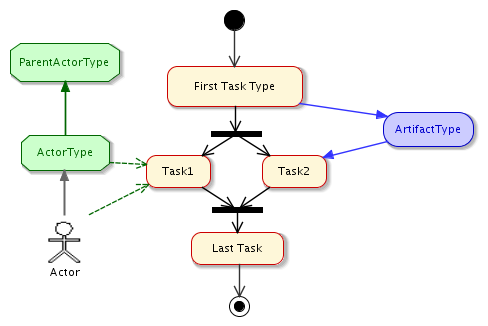 ParentActorType
First Task Type
ArtifactType
ActorType
Task1
Task2
Last Task
Actor